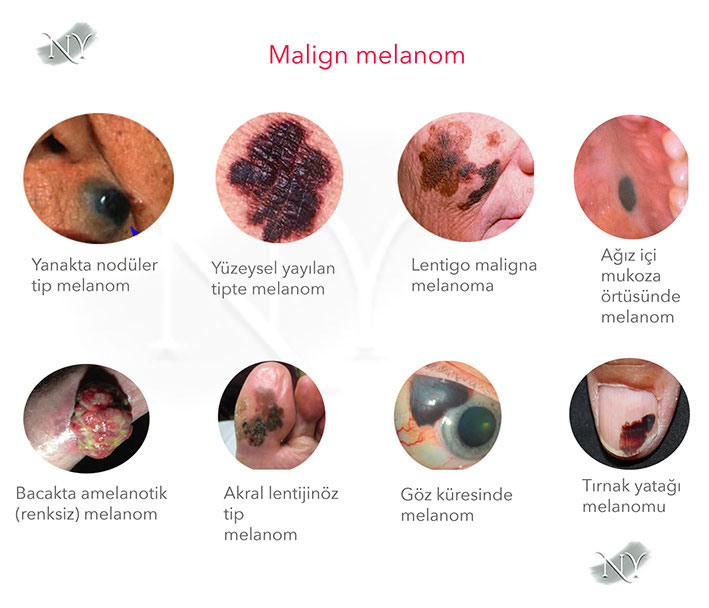 NY
Malign melanom
Yanakta nodüler
tip melanom
Yüzeysel yayılan
tipte melanom
Lentigo maligna
melanoma
Ağız içi
mukoza
örtüsünde
melanom
Bacakta amelanotik
(renksiz) melanom
Akral lentijinöz
tip
melanom
Göz küresinde
melanom
Tırnak yatağı
melanomu
NY
NY